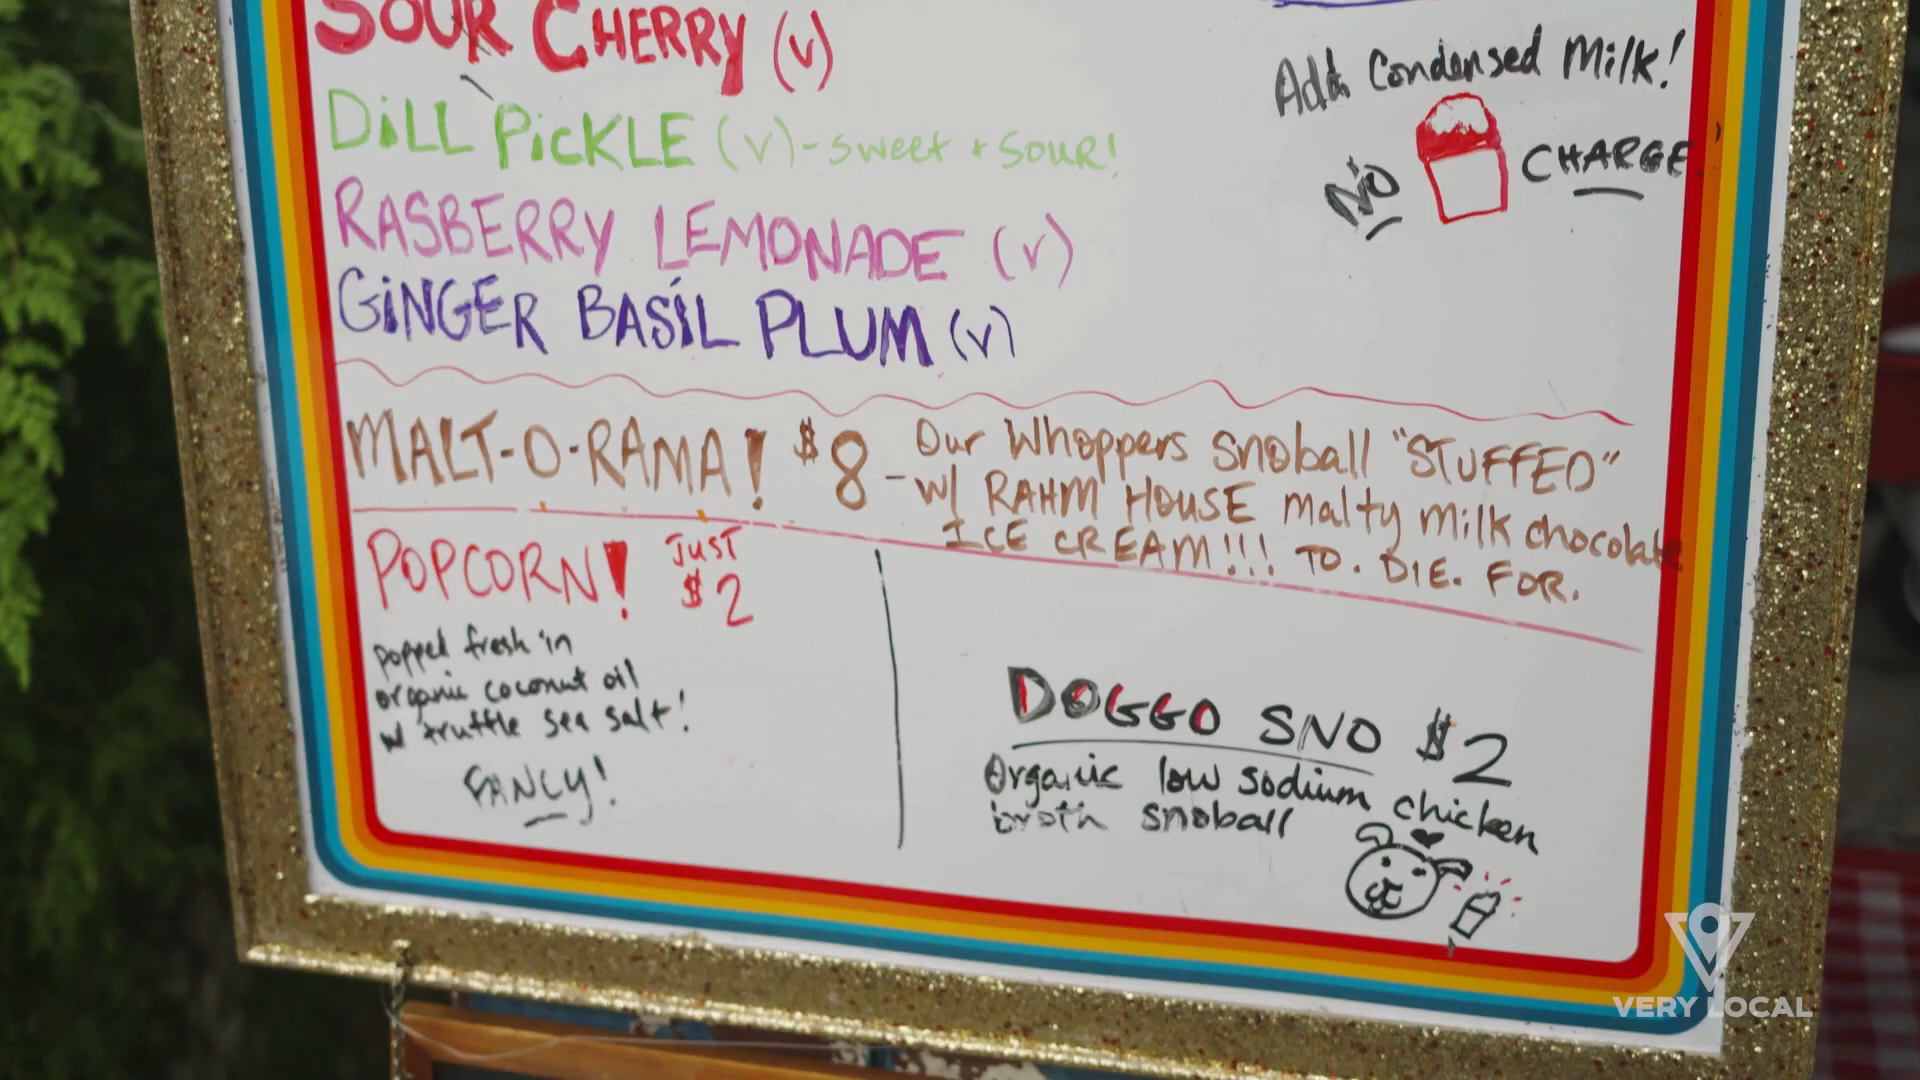 SOUR CHERRY (v)
DiLL PiCKLE (v) - sweet + SOUR!
RASBERRY LEMONADE (v)
GiNGER BASiL PLUM (v)
Add Condensed Milk!
NO CHARGE
MALT-O-RAMA! $8 - Our Whoppers Snoball "STUFFED"
w/ RAHM HOUSE malty milk chocolate
ICE CREAM!!! TO. DIE. FOR.
POPCORN! JUST $2
popped fresh in
organic coconut oil
w/ truffle sea salt!
FANCY!
DOGGO SNO $2
Organic low sodium chicken
broth snoball
VERY LOCAL